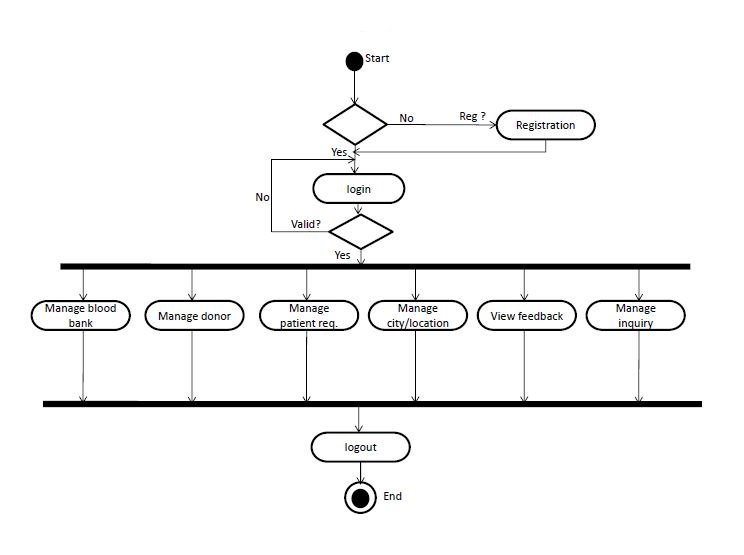 Start
No
Reg ?
Registration
Yes
login
No
Valid?
Yes
Manage blood
bank
Manage donor
Manage
patient req.
Manage
city/location
View feedback
Manage
inquiry
logout
End